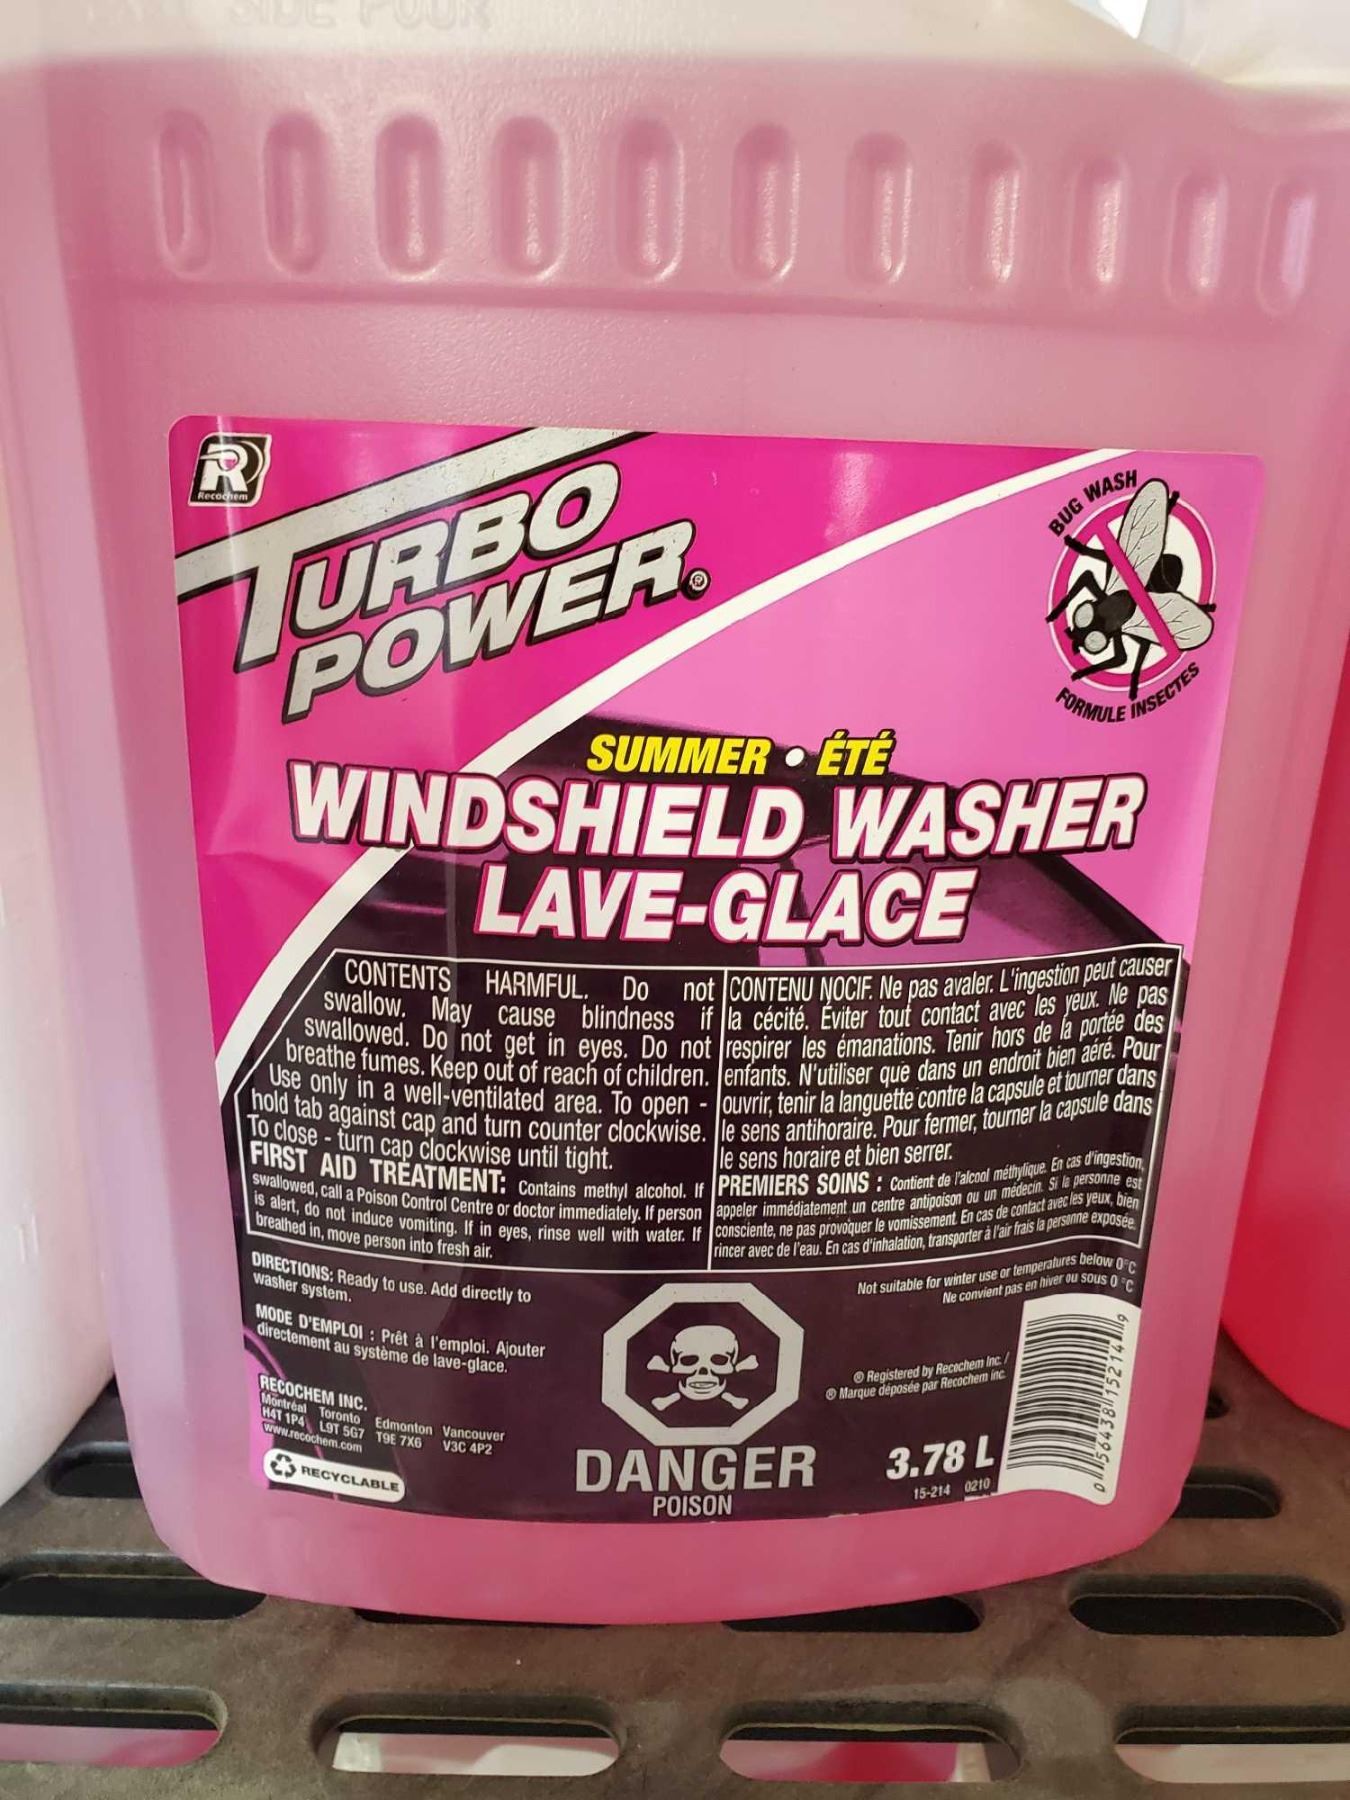 SIDE POUR
R
Recochem
TURBO
POWER®
BUG WASH
FORMULE INSECTES
SUMMER • ÉTÉ
WINDSHIELD WASHER
LAVE-GLACE
CONTENTS HARMFUL. Do not
swallow. May cause blindness if
swallowed. Do not get in eyes. Do not
breathe fumes. Keep out of reach of children.
Use only in a well-ventilated area. To open -
hold tab against cap and turn counter clockwise.
To close - turn cap clockwise until tight.
FIRST AID TREATMENT: Contains methyl alcohol. If
swallowed, call a Poison Control Centre or doctor immediately. If person
is alert, do not induce vomiting. If in eyes, rinse well with water. If
breathed in, move person into fresh air.
CONTENU NOCIF. Ne pas avaler. L'ingestion peut causer
la cécité. Éviter tout contact avec les yeux. Ne pas
respirer les émanations. Tenir hors de la portée des
enfants. N'utiliser que dans un endroit bien aéré. Pour
ouvrir, tenir la languette contre la capsule et tourner dans
le sens antihoraire. Pour fermer, tourner la capsule dans
le sens horaire et bien serrer.
PREMIERS SOINS : Contient de l'alcool méthylique. En cas d'ingestion,
appeler immédiatement un centre antipoison ou un médecin. Si la personne est
consciente, ne pas provoquer le vomissement. En cas de contact avec les yeux, bien
rincer avec de l'eau. En cas d'inhalation, transporter à l'air frais la personne exposée.
DIRECTIONS: Ready to use. Add directly to
washer system.
MODE D'EMPLOI : Prêt à l'emploi. Ajouter
directement au système de lave-glace.
RECOCHEM INC.
Montréal Toronto Edmonton Vancouver
H4T 1P4 L9T 5G7 T9E 7X6 V3C 4P2
www.recochem.com
RECYCLABLE
DANGER
POISON
Not suitable for winter use or temperatures below 0°C
Ne convient pas en hiver ou sous 0 °C
® Registered by Recochem Inc. /
® Marque déposée par Recochem inc.
3.78 L
15-214 0210
0 56438 15214 9